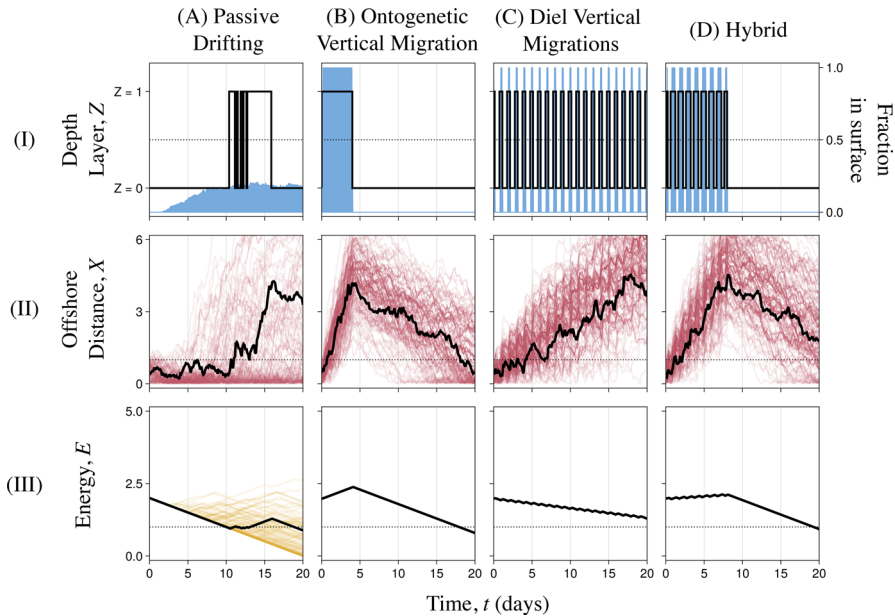 (A) Passive
Drifting
(B) Ontogenetic
Vertical Migration
(C) Diel Vertical
Migrations
(D) Hybrid
(I)
Depth
Layer, Z
Z = 1
Z = 0
1.0
0.5
0.0
Fraction
in surface
(II)
Offshore
Distance, X
6
3
0
(III)
Energy, E
5.0
2.5
0.0
0 5 10 15 20
0 5 10 15 20
0 5 10 15 20
0 5 10 15 20
Time, t (days)